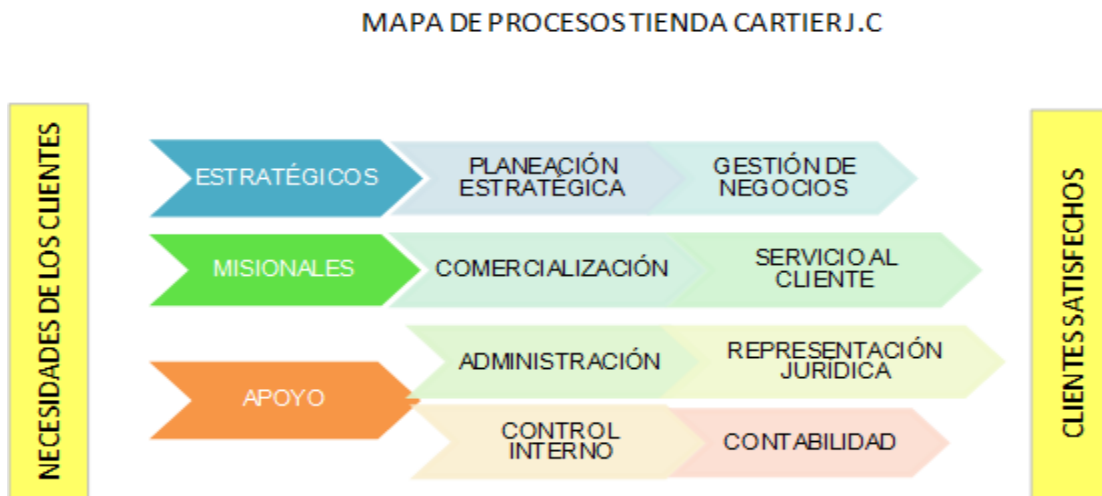 MAPA DE PROCESOS TIENDA CARTIER J.C
NECESIDADES DE LOS CLIENTES
ESTRATÉGICOS
PLANEACIÓN
ESTRATÉGICA
GESTIÓN DE
NEGOCIOS
MISIONALES
COMERCIALIZACIÓN
SERVICIO AL
CLIENTE
APOYO
ADMINISTRACIÓN
REPRESENTACIÓN
JURÍDICA
CONTROL
INTERNO
CONTABILIDAD
CLIENTES SATISFECHOS